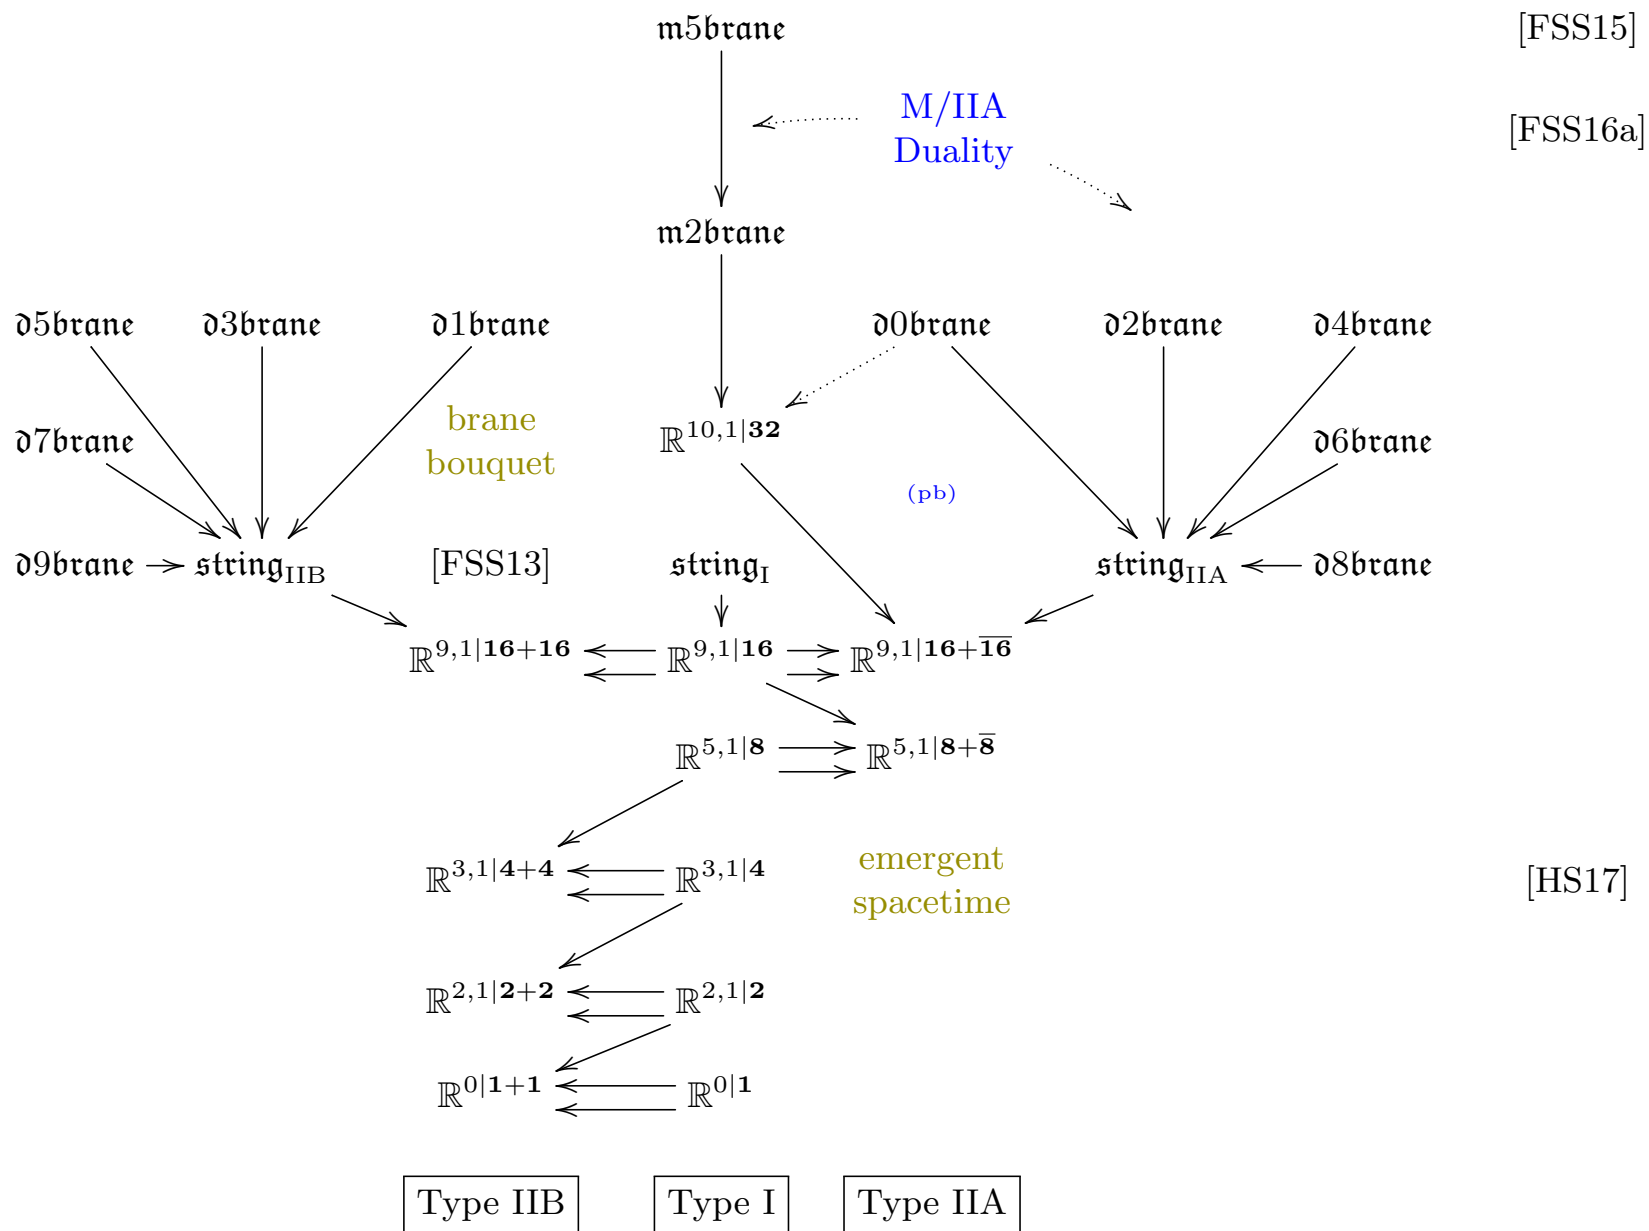 𝔪5𝔟𝔯𝔞𝔫𝔢 [FSS15]
M/IIA
Duality
[FSS16a]
𝔪2𝔟𝔯𝔞𝔫𝔢
𝔡5𝔟𝔯𝔞𝔫𝔢 𝔡3𝔟𝔯𝔞𝔫𝔢 𝔡1𝔟𝔯𝔞𝔫𝔢 𝔡0𝔟𝔯𝔞𝔫𝔢 𝔡2𝔟𝔯𝔞𝔫𝔢 𝔡4𝔟𝔯𝔞𝔫𝔢
brane
bouquet
𝔡7𝔟𝔯𝔞𝔫𝔢 ℝ^{10,1|𝟑𝟐} 𝔡6𝔟𝔯𝔞𝔫𝔢
(pb)
𝔡9𝔟𝔯𝔞𝔫𝔢 𝔰𝔱𝔯𝔦𝔫𝔤_{IIB} [FSS13] 𝔰𝔱𝔯𝔦𝔫𝔤_{I} 𝔰𝔱𝔯𝔦𝔫𝔤_{IIA} 𝔡8𝔟𝔯𝔞𝔫𝔢
ℝ^{9,1|𝟏𝟔+𝟏𝟔} ℝ^{9,1|𝟏𝟔} ℝ^{9,1|𝟏𝟔+\overline{𝟏𝟔}}
ℝ^{5,1|𝟖} ℝ^{5,1|𝟖+\overline{𝟖}}
emergent
spacetime
ℝ^{3,1|𝟒+𝟒} ℝ^{3,1|𝟒} [HS17]
ℝ^{2,1|𝟐+𝟐} ℝ^{2,1|𝟐}
ℝ^{0|𝟏+𝟏} ℝ^{0|𝟏}
Type IIB Type I Type IIA